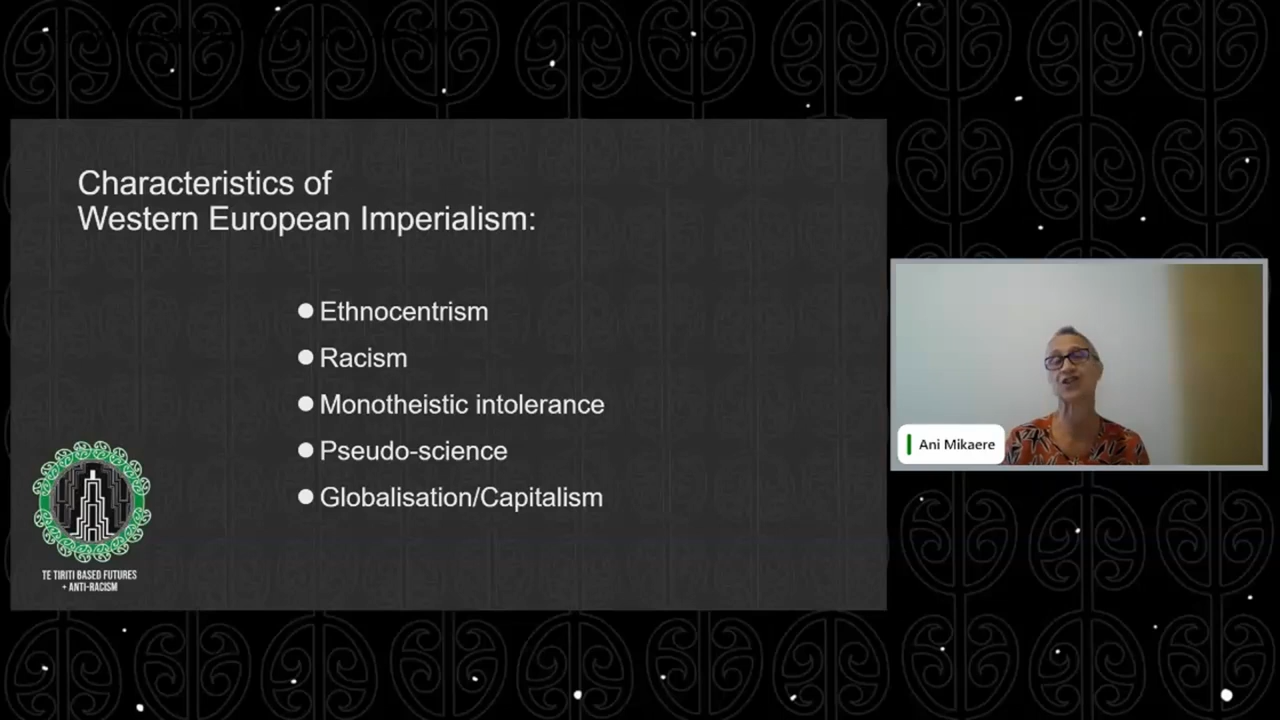 Characteristics of
Western European Imperialism:
● Ethnocentrism
● Racism
● Monotheistic intolerance
● Pseudo-science
● Globalisation/Capitalism
TE TIRITI BASED FUTURES
+ ANTI-RACISM
Ani Mikaere